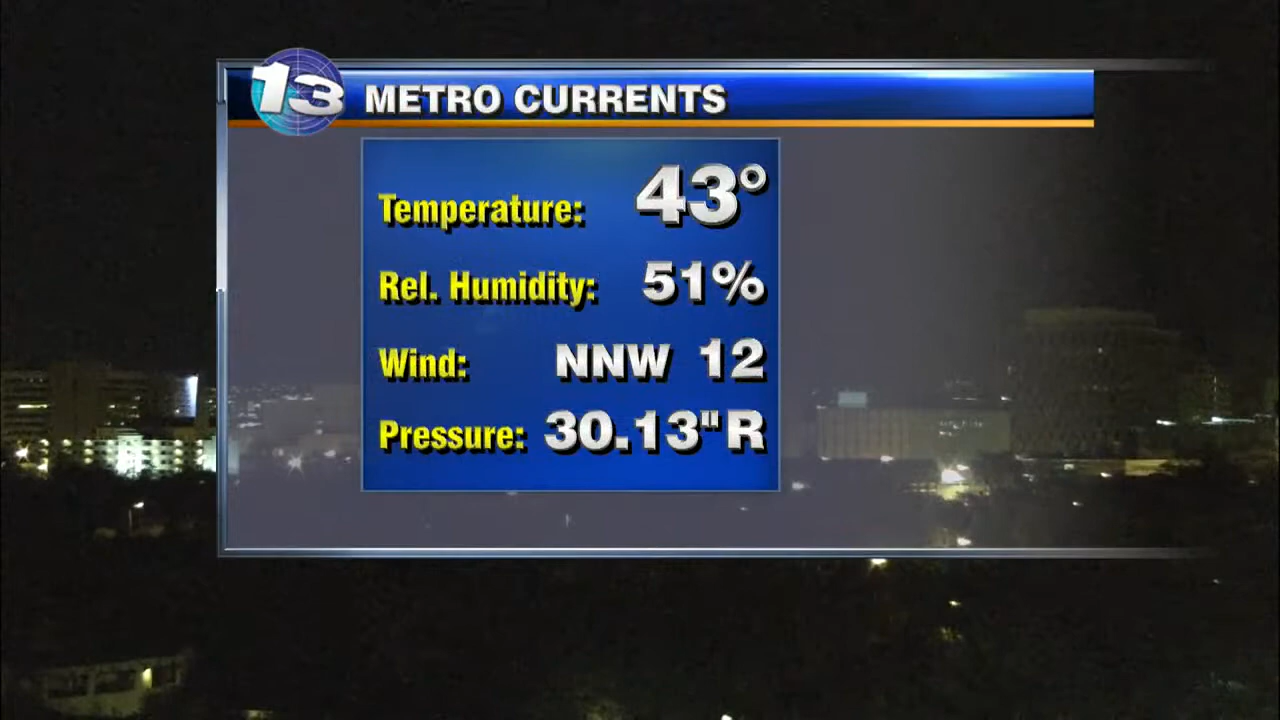 13 METRO CURRENTS
Temperature: 43°
Rel. Humidity: 51%
Wind: NNW 12
Pressure: 30.13" R